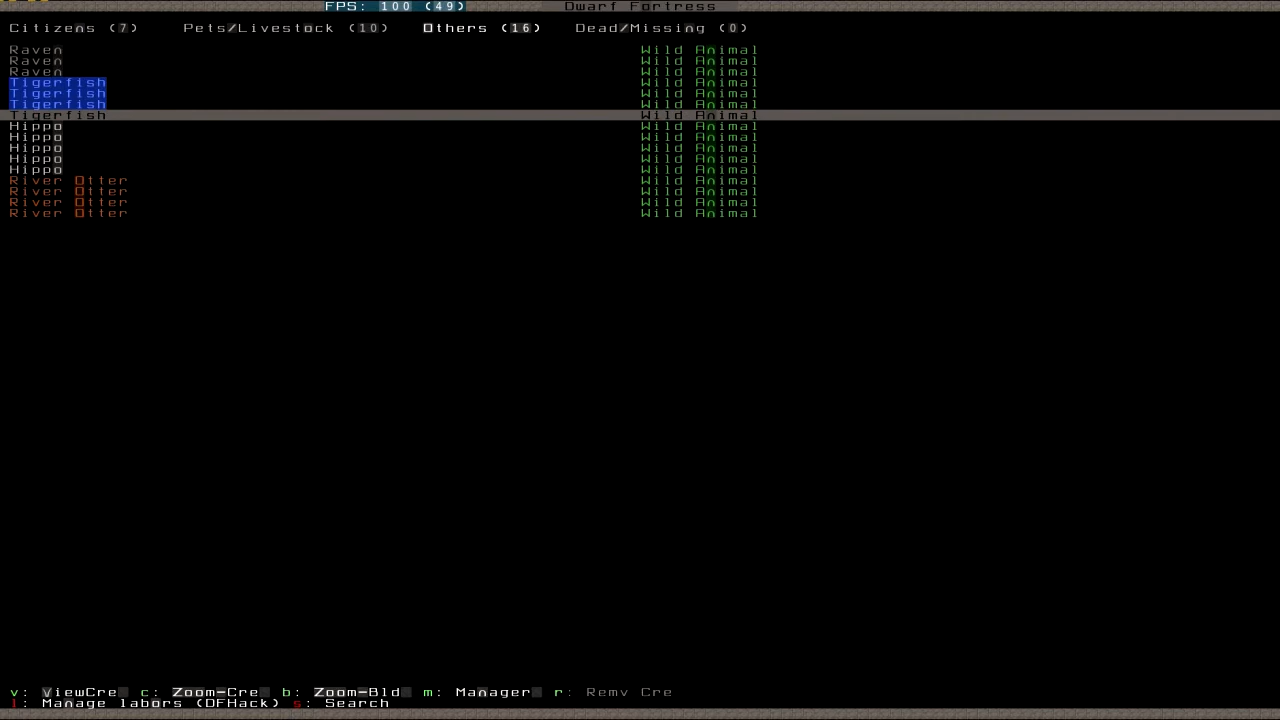 FPS: 100 (49) Dwarf Fortress
Citizens (7) Pets/Livestock (10) Others (16) Dead/Missing (0)
Raven Wild Animal
Raven Wild Animal
Raven Wild Animal
Tigerfish Wild Animal
Tigerfish Wild Animal
Tigerfish Wild Animal
Tigerfish Wild Animal
Hippo Wild Animal
Hippo Wild Animal
Hippo Wild Animal
Hippo Wild Animal
Hippo Wild Animal
River Otter Wild Animal
River Otter Wild Animal
River Otter Wild Animal
River Otter Wild Animal
v: ViewCre c: Zoom-Cre b: Zoom-Bld m: Manager r: Remv Cre
l: Manage labors (DFHack) s: Search